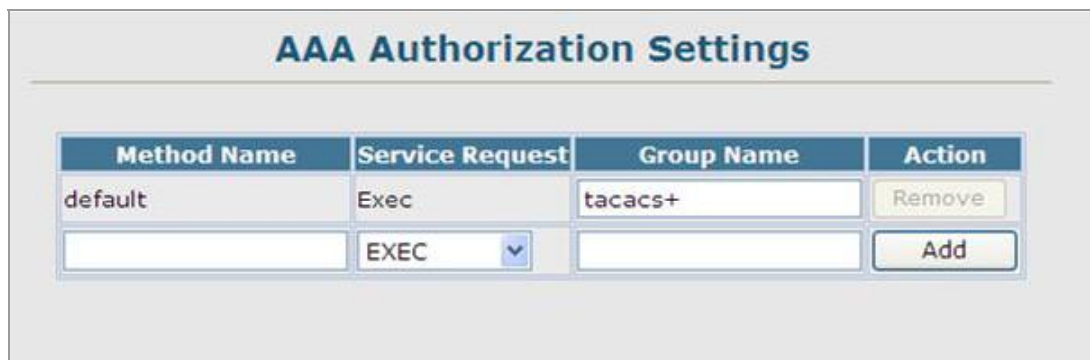 AAA Authorization Settings
Method Name Service Request Group Name Action
default Exec tacacs+ Remove
EXEC Add